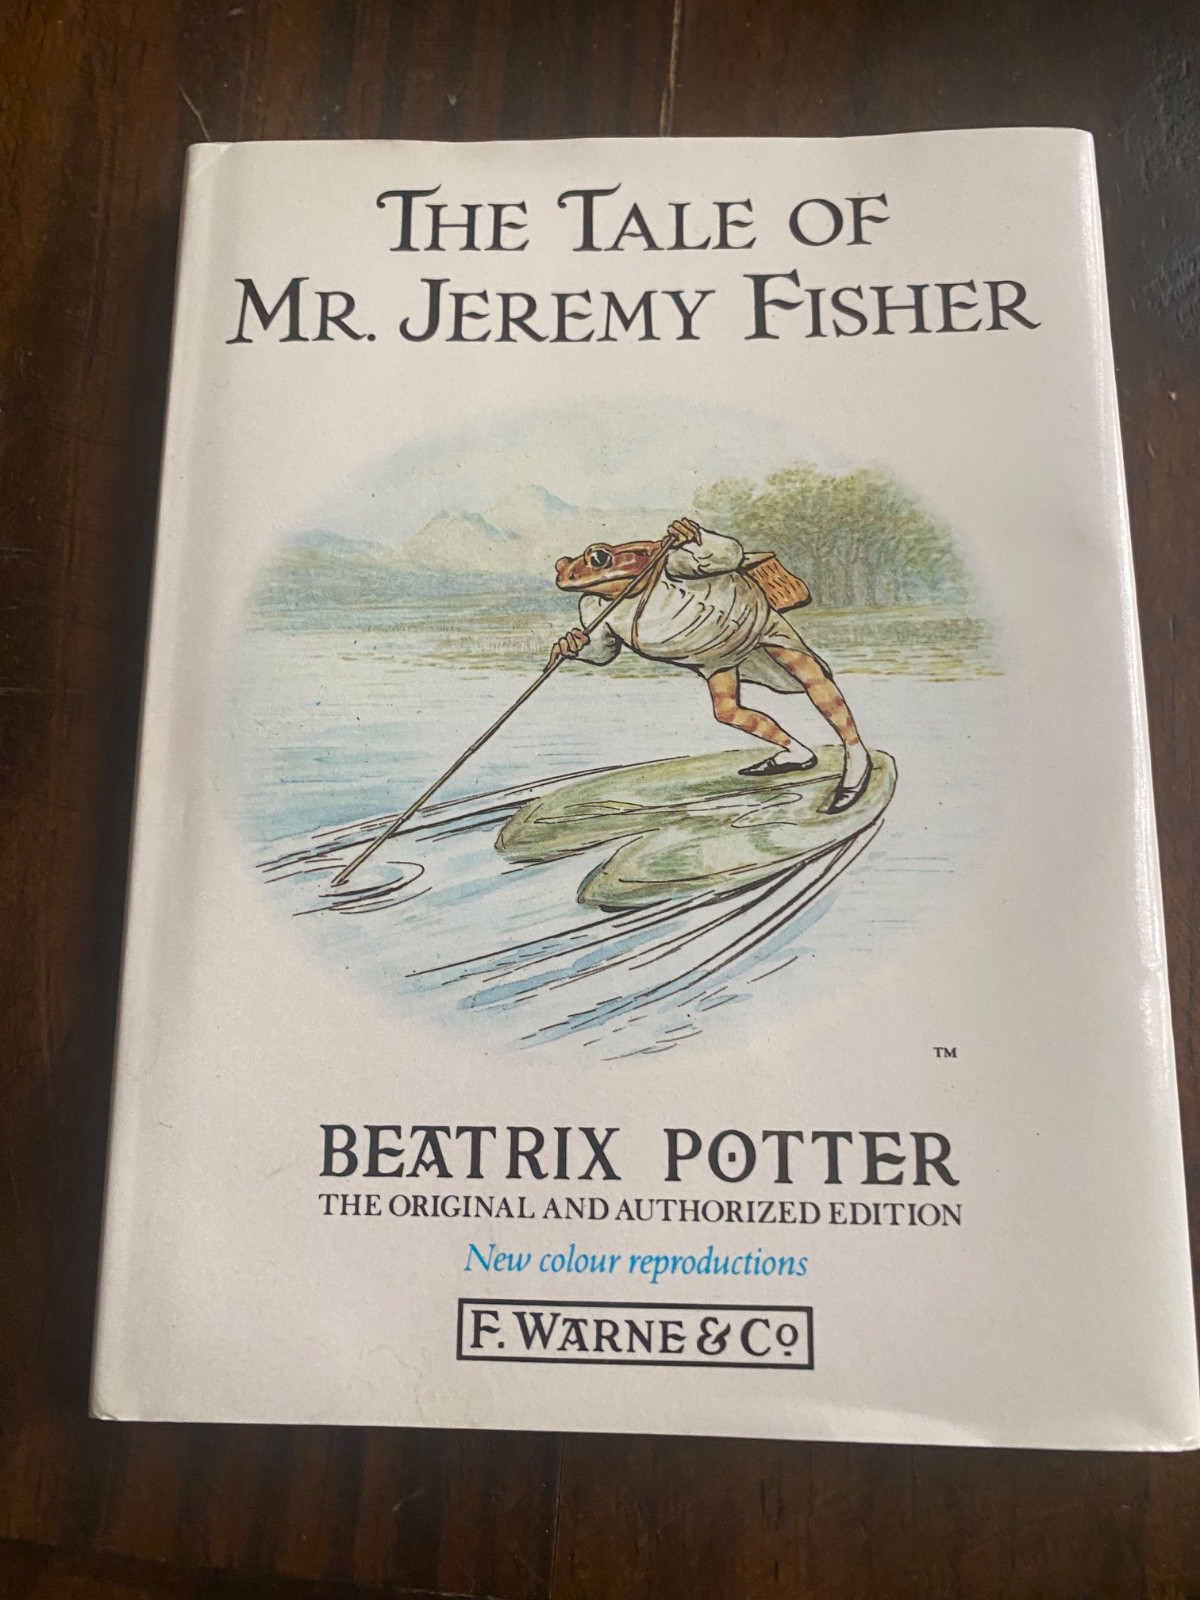 THE TALE OF
MR. JEREMY FISHER
TM
BEATRIX POTTER
THE ORIGINAL AND AUTHORIZED EDITION
New colour reproductions
F. WARNE & Cº